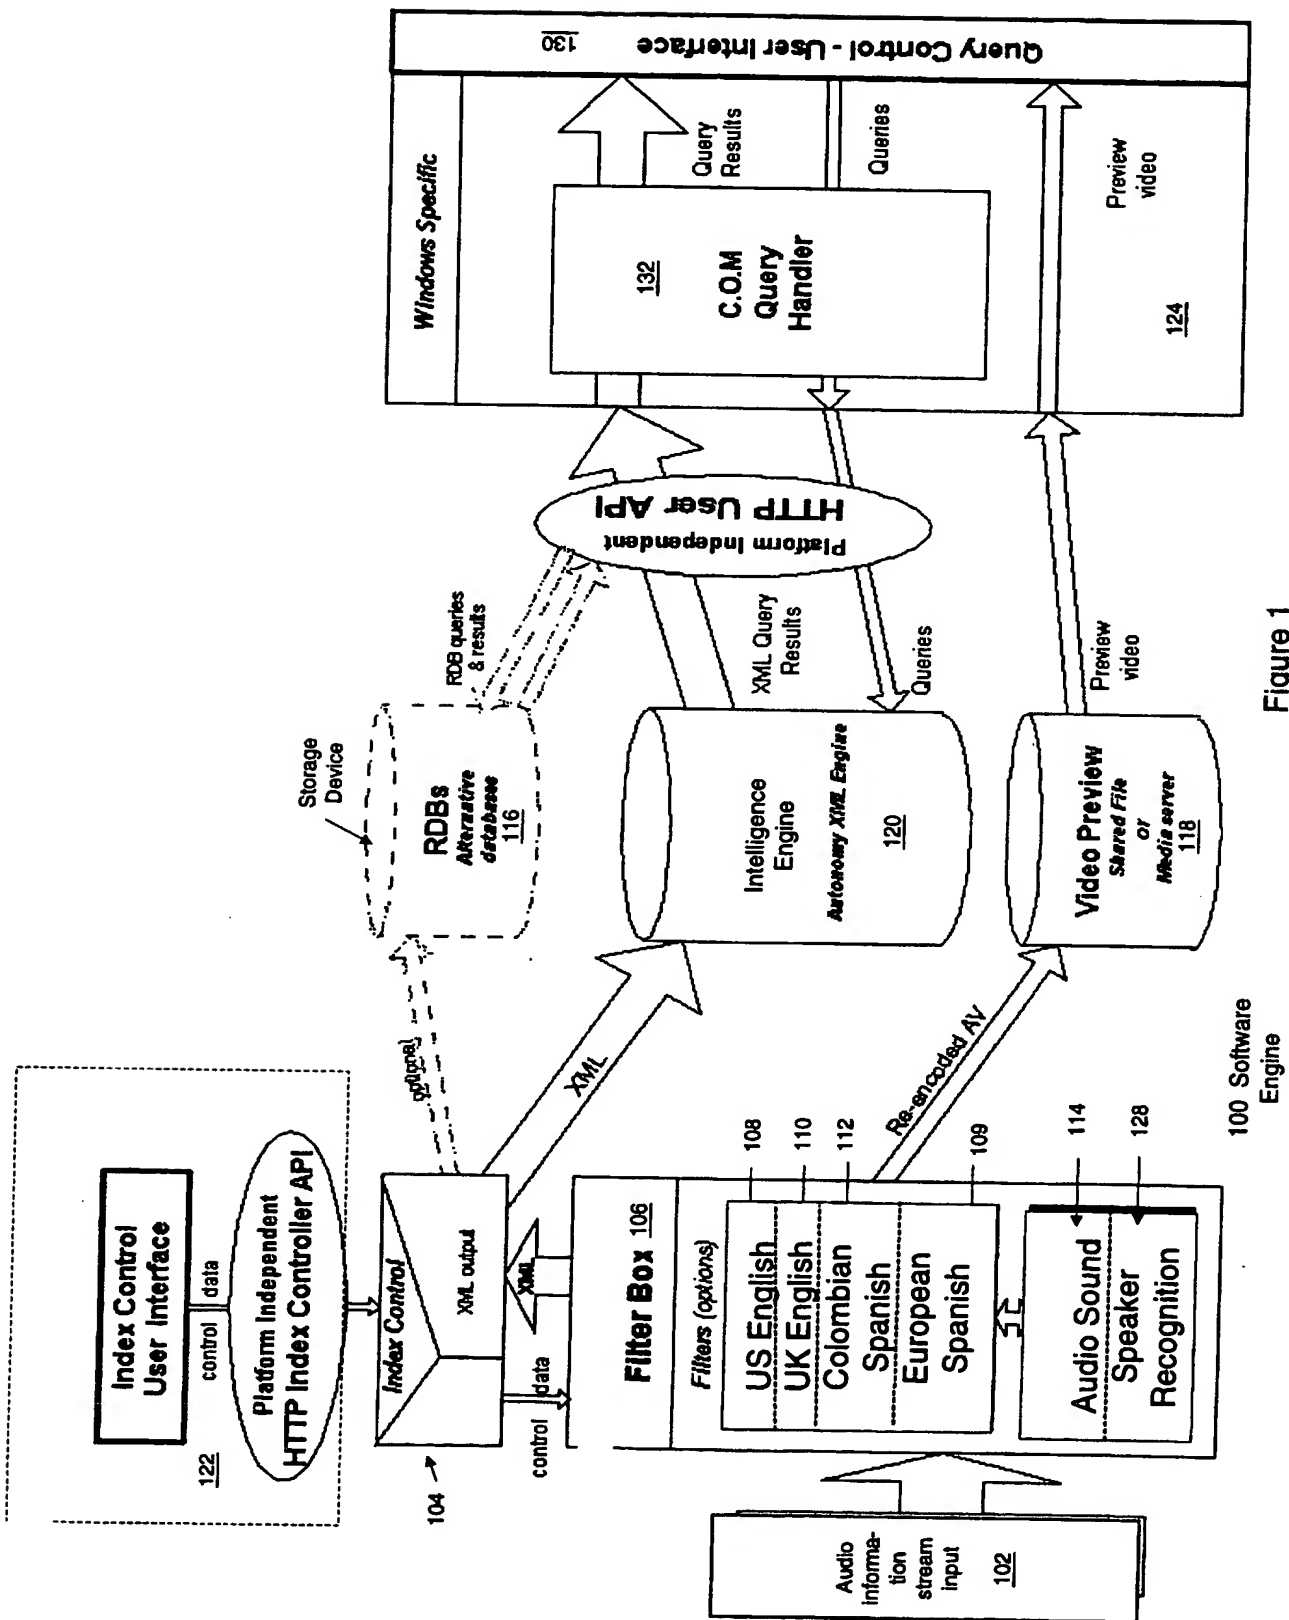 Index Control
User Interface
control
data
Platform Independent
HTTP Index Controller API
122
104
Index Control
XML output
control
data
XML
optional
XML
Storage
Device
RDBs
Alternative
databases
116
RDB queries
& results
Filter Box 106
Filters (options)
US English
UK English
Colombian
Spanish
European
Spanish
Audio Sound
Speaker
Recognition
108
110
112
109
114
128
Audio
informa-
tion
stream
input
102
Re-encoded AV
Intelligence
Engine
Autonomy XML Engine
120
XML Query
Results
Queries
Platform Independent
HTTP User API
Video Preview
Shared File
or
Media server
118
Preview
video
Windows Specific
132
C.O.M
Query
Handler
Query
Results
Queries
Preview
video
124
Query Control - User Interface 130
100 Software
Engine
Figure 1